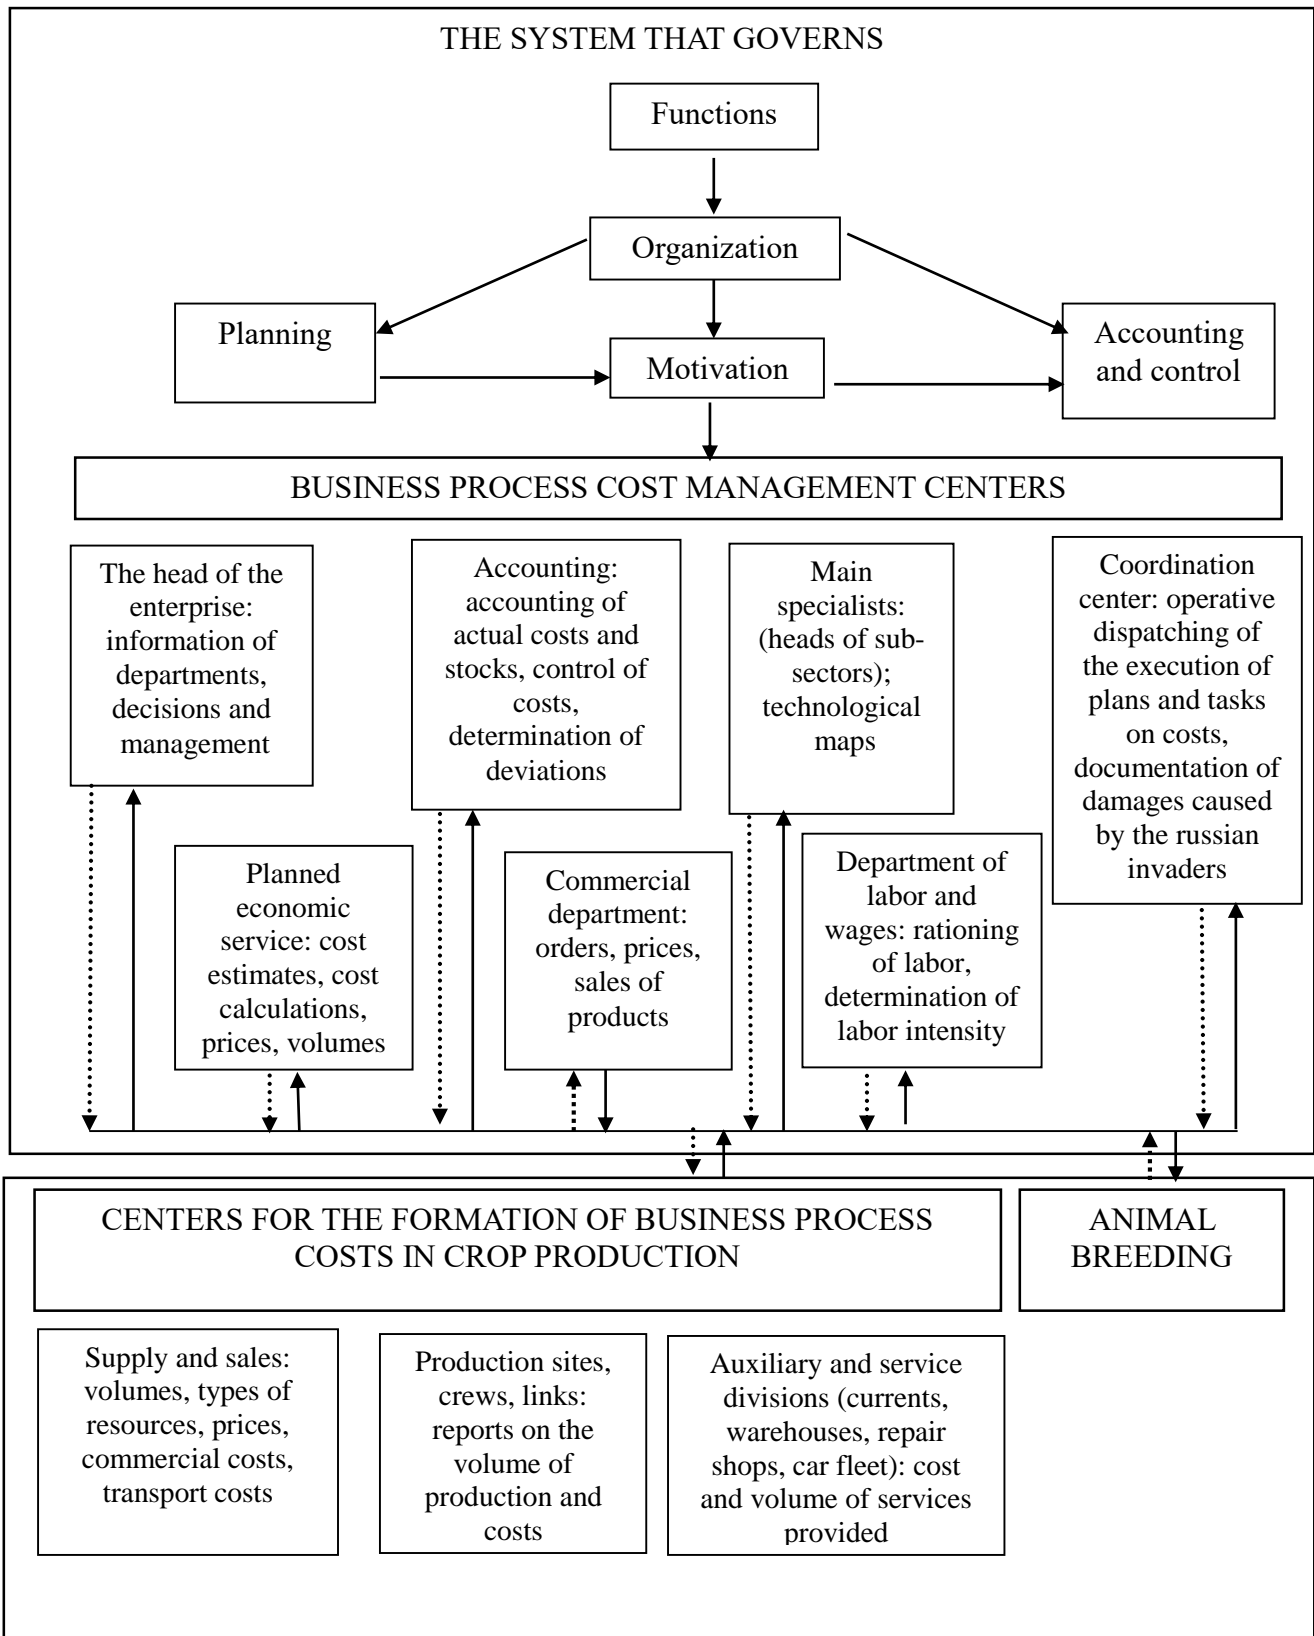 THE SYSTEM THAT GOVERNS
Functions
Organization
Planning
Motivation
Accounting
and control
BUSINESS PROCESS COST MANAGEMENT CENTERS
The head of the
enterprise:
information of
departments,
decisions and
management
Accounting:
accounting of
actual costs and
stocks, control of
costs,
determination of
deviations
Main
specialists:
(heads of sub-
sectors);
technological
maps
Coordination
center: operative
dispatching of
the execution of
plans and tasks
on costs,
documentation of
damages caused
by the russian
invaders
Planned
economic
service: cost
estimates, cost
calculations,
prices, volumes
Commercial
department:
orders, prices,
sales of
products
Department of
labor and
wages: rationing
of labor,
determination of
labor intensity
CENTERS FOR THE FORMATION OF BUSINESS PROCESS
COSTS IN CROP PRODUCTION
ANIMAL
BREEDING
Supply and sales:
volumes, types of
resources, prices,
commercial costs,
transport costs
Production sites,
crews, links:
reports on the
volume of
production and
costs
Auxiliary and service
divisions (currents,
warehouses, repair
shops, car fleet): cost
and volume of services
provided